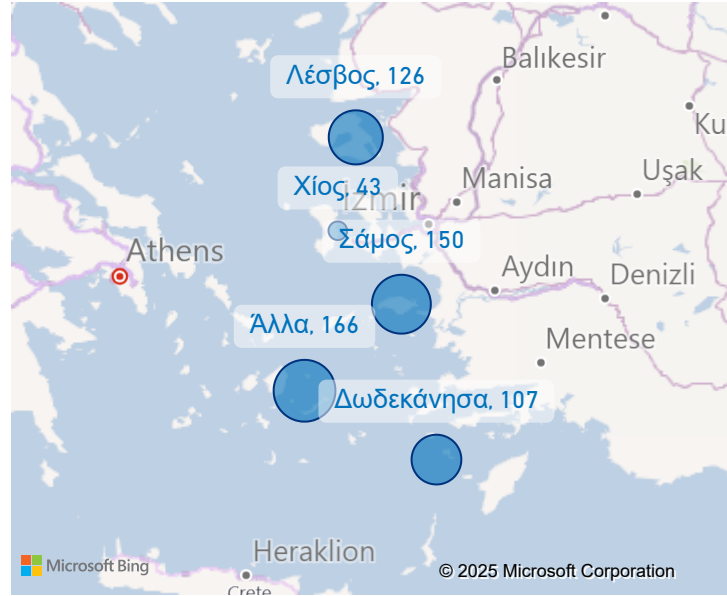 Balıkesir
Λέσβος, 126
Ku
Uşak
Manisa
Χίος, 43
Izmir
Σάμος, 150
Athens
Aydın
Denizli
Άλλα, 166
Mentese
Δωδεκάνησα, 107
Heraklion
Microsoft Bing
© 2025 Microsoft Corporation
Crete